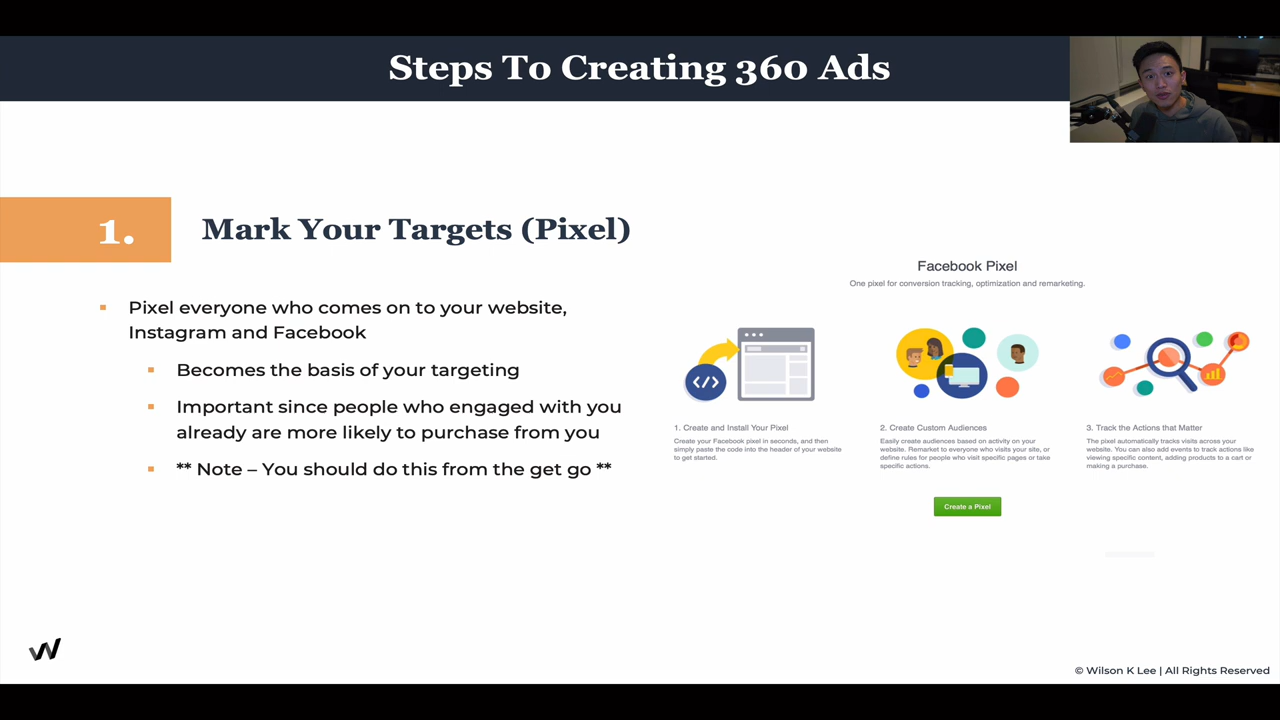 Steps To Creating 360 Ads
1.
Mark Your Targets (Pixel)
▪ Pixel everyone who comes on to your website,
Instagram and Facebook
▪ Becomes the basis of your targeting
▪ Important since people who engaged with you
already are more likely to purchase from you
▪ ** Note – You should do this from the get go **
Facebook Pixel
One pixel for conversion tracking, optimization and remarketing.
1. Create and Install Your Pixel
Create your Facebook pixel in seconds, and then
simply paste the code into the header of your website
to get started.
2. Create Custom Audiences
Easily create audiences based on activity on your
website. Remarket to everyone who visits your site, or
define rules for people who visit specific pages or take
specific actions.
3. Track the Actions that Matter
The pixel automatically tracks visits across your
website. You can also add events to track actions like
viewing specific content, adding products to a cart or
making a purchase.
Create a Pixel
© Wilson K Lee | All Rights Reserved